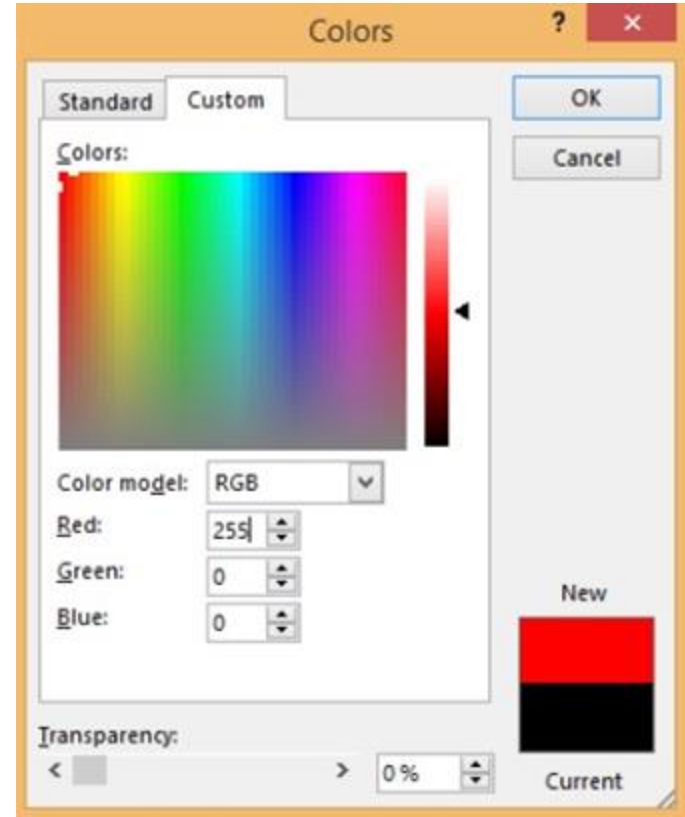 Colors ? ×
Standard Custom OK
Cancel
Colors:
Color model: RGB
Red: 255
Green: 0
Blue: 0
New
Transparency:
< > 0%
Current